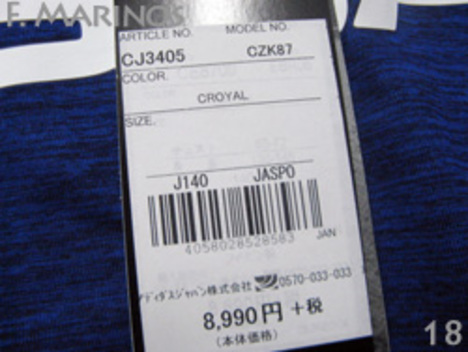 F. MARINOS
ARTICLE NO. MODEL NO.
CJ3405 CZK87
COLOR.
CROYAL
SIZE.
J140 JASPO
4058028528583 JAN
アディダスジャパン株式会社 0570-033-033
8,990円 +税
(本体価格)
18